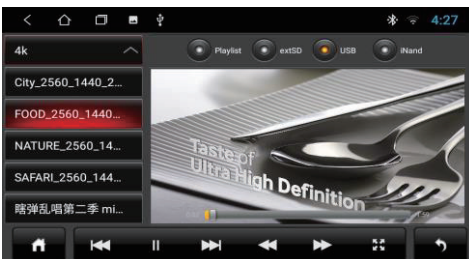 4:27
4k
Playlist
extSD
USB
iNand
City_2560_1440_2...
FOOD_2560_1440...
NATURE_2560_14...
SAFARI_2560_144...
瞎弹乱唱第二季 mi...
Taste of
Ultra High Definition